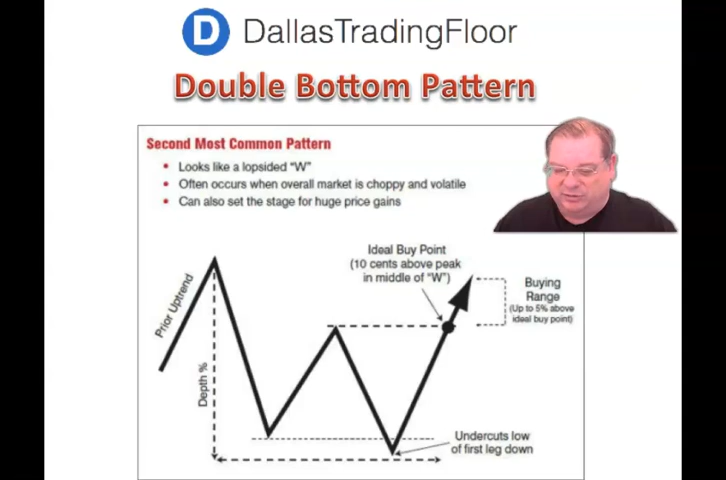 D DallasTradingFloor
Double Bottom Pattern
Second Most Common Pattern
• Looks like a lopsided "W"
• Often occurs when overall market is choppy and volatile
• Can also set the stage for huge price gains
Ideal Buy Point
(10 cents above peak
in middle of "W")
Buying
Range
(Up to 5% above
ideal buy point)
Prior Uptrend
Depth %
Undercuts low
of first leg down